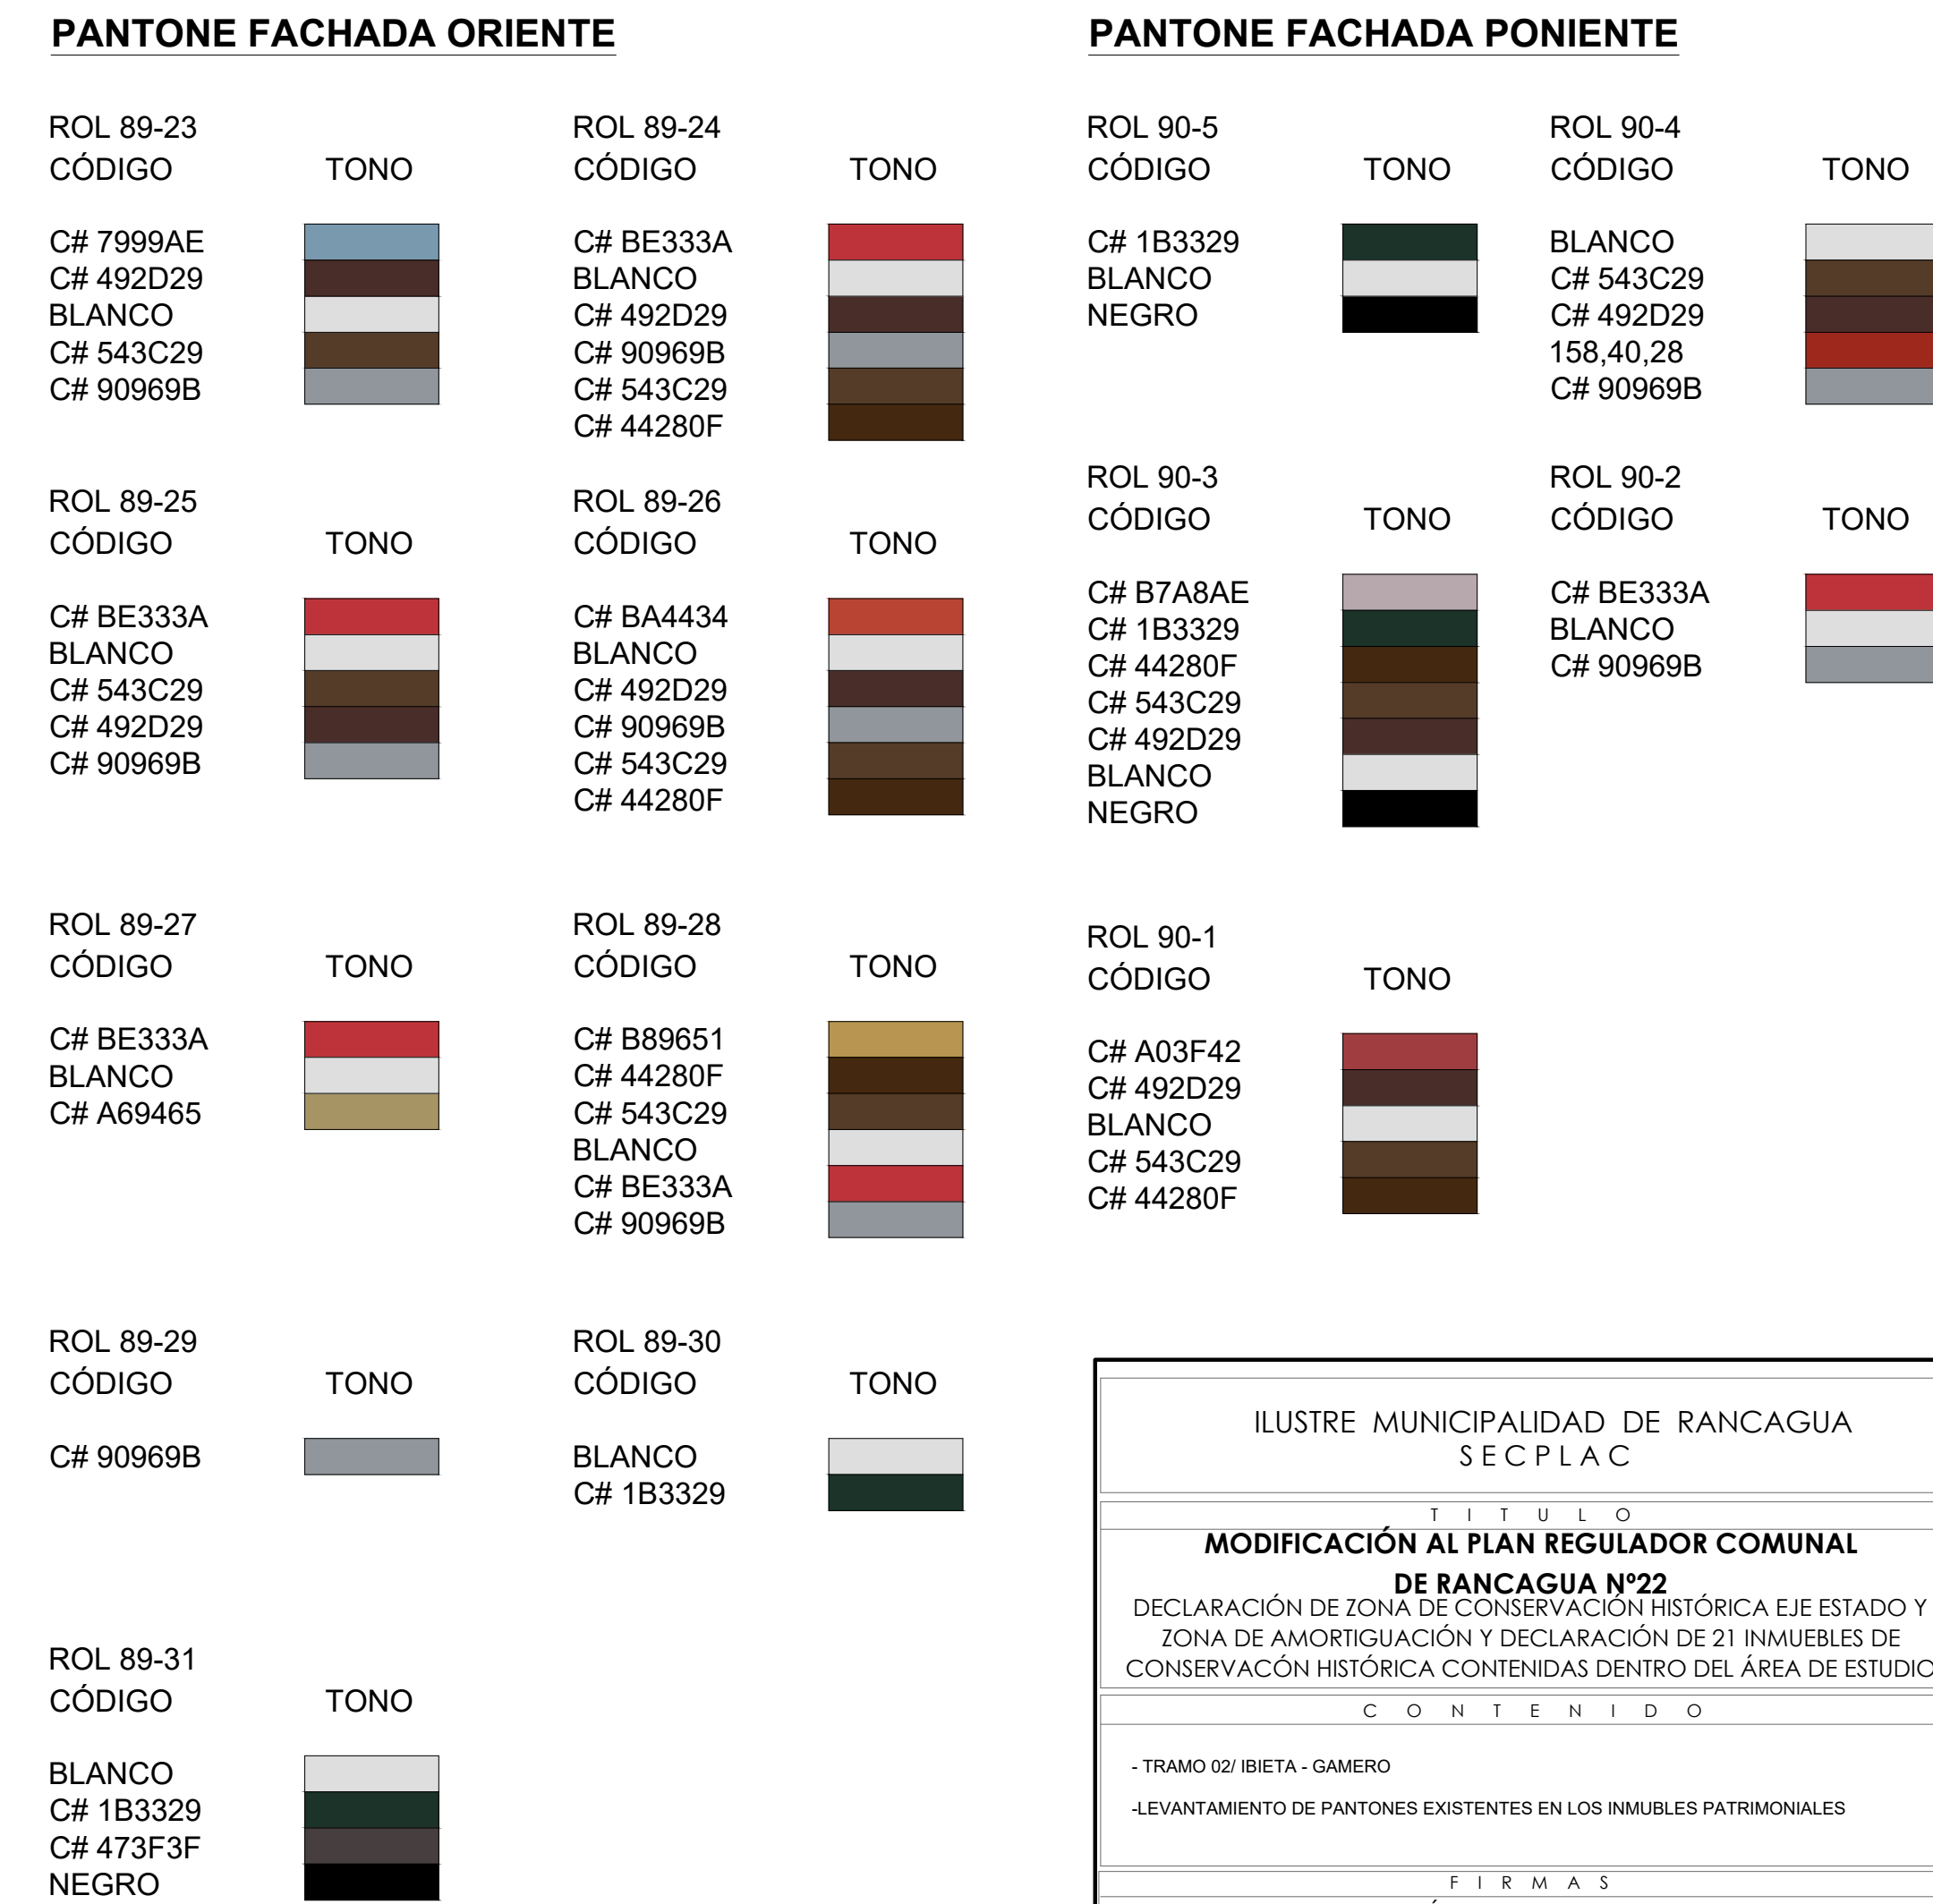 PANTONE FACHADA ORIENTE
ROL 89-23
CÓDIGO TONO
C# 7999AE
C# 492D29
BLANCO
C# 543C29
C# 90969B
ROL 89-24
CÓDIGO TONO
C# BE333A
BLANCO
C# 492D29
C# 90969B
C# 543C29
C# 44280F
ROL 89-25
CÓDIGO TONO
C# BE333A
BLANCO
C# 543C29
C# 492D29
C# 90969B
ROL 89-26
CÓDIGO TONO
C# BA4434
BLANCO
C# 492D29
C# 90969B
C# 543C29
C# 44280F
ROL 89-27
CÓDIGO TONO
C# BE333A
BLANCO
C# A69465
ROL 89-28
CÓDIGO TONO
C# B89651
C# 44280F
C# 543C29
BLANCO
C# BE333A
C# 90969B
ROL 89-29
CÓDIGO TONO
C# 90969B
ROL 89-30
CÓDIGO TONO
BLANCO
C# 1B3329
ROL 89-31
CÓDIGO TONO
BLANCO
C# 1B3329
C# 473F3F
NEGRO
PANTONE FACHADA PONIENTE
ROL 90-5
CÓDIGO TONO
C# 1B3329
BLANCO
NEGRO
ROL 90-4
CÓDIGO TONO
BLANCO
C# 543C29
C# 492D29
158,40,28
C# 90969B
ROL 90-3
CÓDIGO TONO
C# B7A8AE
C# 1B3329
C# 44280F
C# 543C29
C# 492D29
BLANCO
NEGRO
ROL 90-2
CÓDIGO TONO
C# BE333A
BLANCO
C# 90969B
ROL 90-1
CÓDIGO TONO
C# A03F42
C# 492D29
BLANCO
C# 543C29
C# 44280F
ILUSTRE MUNICIPALIDAD DE RANCAGUA
SECPLAC
TITULO
MODIFICACIÓN AL PLAN REGULADOR COMUNAL
DE RANCAGUA Nº22
DECLARACIÓN DE ZONA DE CONSERVACIÓN HISTÓRICA EJE ESTADO Y
ZONA DE AMORTIGUACIÓN Y DECLARACIÓN DE 21 INMUEBLES DE
CONSERVACÓN HISTÓRICA CONTENIDAS DENTRO DEL ÁREA DE ESTUDIO
CONTENIDO
- TRAMO 02/ IBIETA - GAMERO
-LEVANTAMIENTO DE PANTONES EXISTENTES EN LOS INMUBLES PATRIMONIALES
FIRMAS